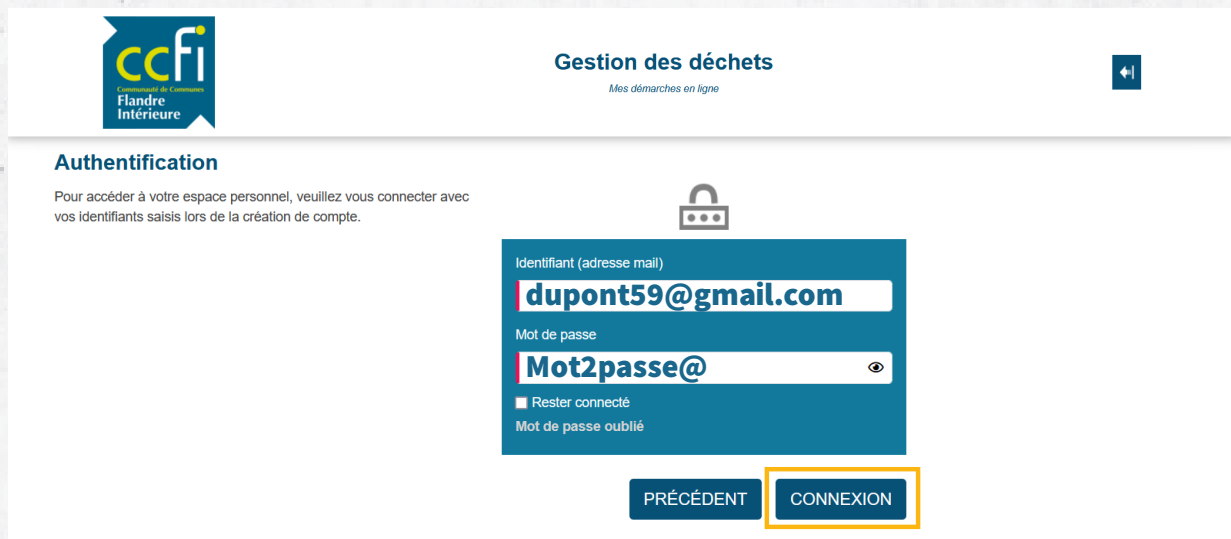 ccfi
Communauté de Communes
Flandre
Intérieure
Gestion des déchets
Mes démarches en ligne
Authentification
Pour accéder à votre espace personnel, veuillez vous connecter avec
vos identifiants saisis lors de la création de compte.
Identifiant (adresse mail)
dupont59@gmail.com
Mot de passe
Mot2passe@
Rester connecté
Mot de passe oublié
PRÉCÉDENT
CONNEXION